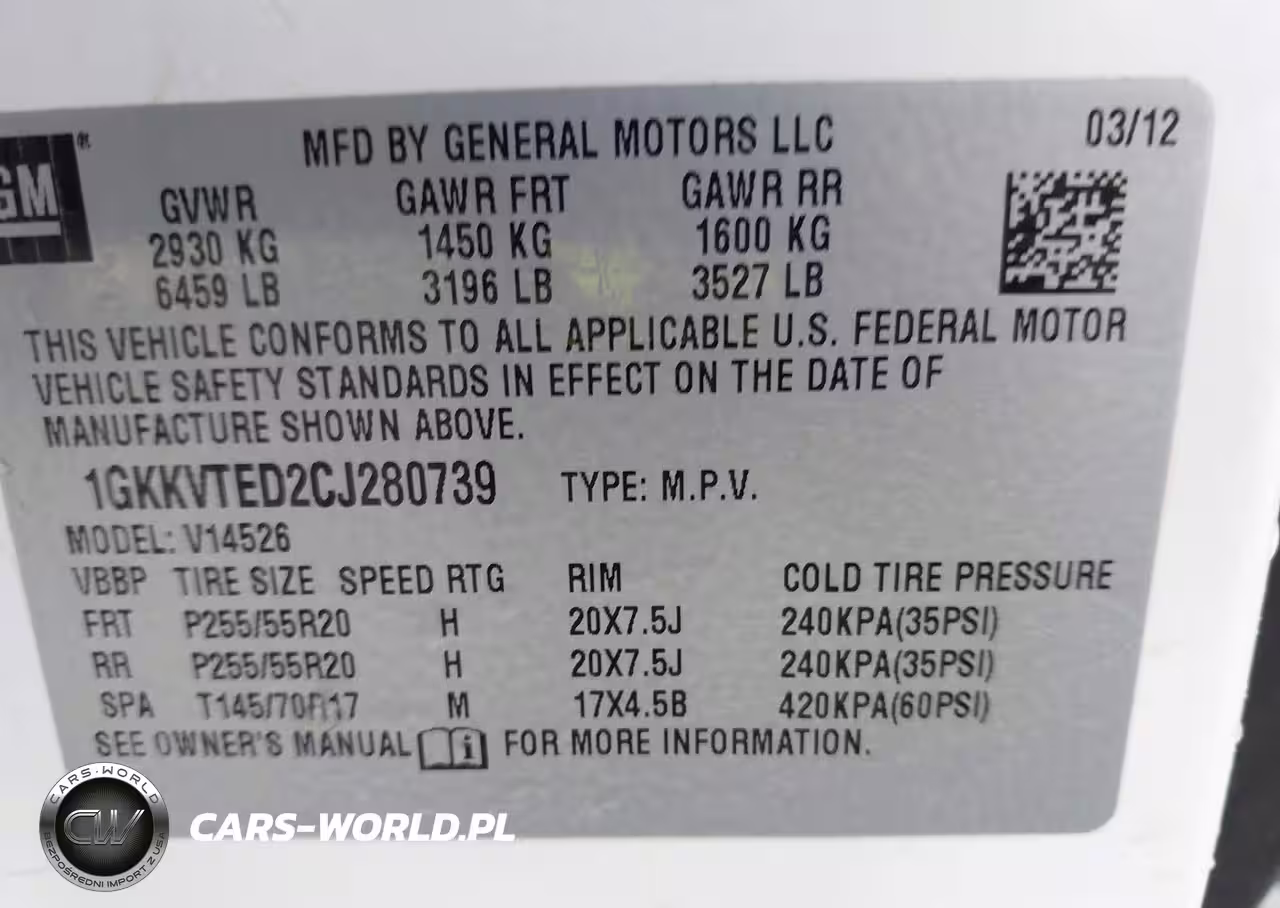 GM®
MFD BY GENERAL MOTORS LLC
03/12
GVWR GAWR FRT GAWR RR
2930 KG 1450 KG 1600 KG
6459 LB 3196 LB 3527 LB
THIS VEHICLE CONFORMS TO ALL APPLICABLE U.S. FEDERAL MOTOR
VEHICLE SAFETY STANDARDS IN EFFECT ON THE DATE OF
MANUFACTURE SHOWN ABOVE.
1GKKVTED2CJ280739 TYPE: M.P.V.
MODEL: V14526
VBBP TIRE SIZE SPEED RTG RIM COLD TIRE PRESSURE
FRT P255/55R20 H 20X7.5J 240KPA(35PSI)
RR P255/55R20 H 20X7.5J 240KPA(35PSI)
SPA T145/70R17 M 17X4.5B 420KPA(60PSI)
SEE OWNER'S MANUAL i FOR MORE INFORMATION.
CARS-WORLD
CW
BEZPOŚREDNI IMPORT Z USA
CARS-WORLD.PL